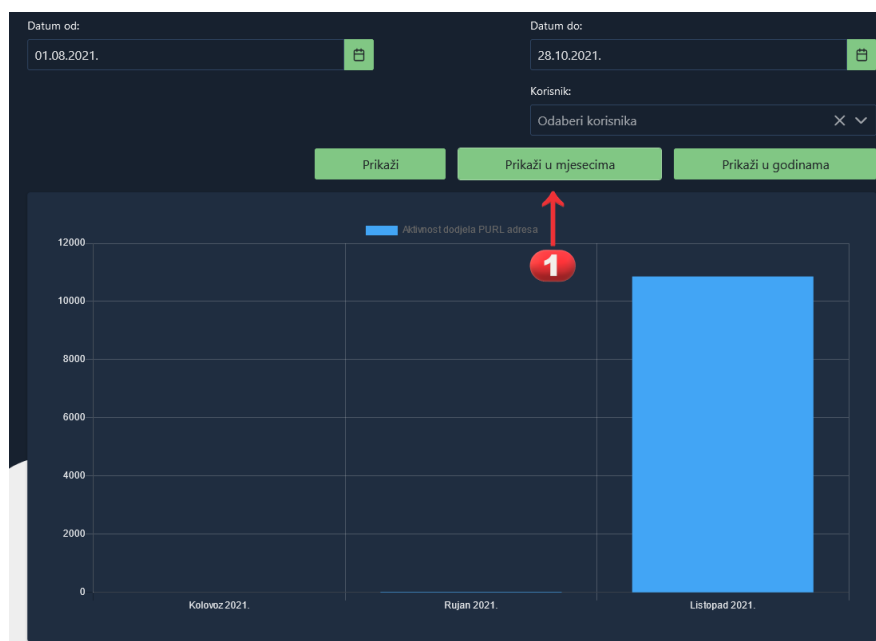 Datum od:
Datum do:
01.08.2021.
28.10.2021.
Korisnik:
Odaberi korisnika
Prikaži
Prikaži u mjesecima
Prikaži u godinama
Aktivnost dodjela PURL adresa
1
12000
10000
8000
6000
4000
2000
0
Kolovoz 2021.
Rujan 2021.
Listopad 2021.